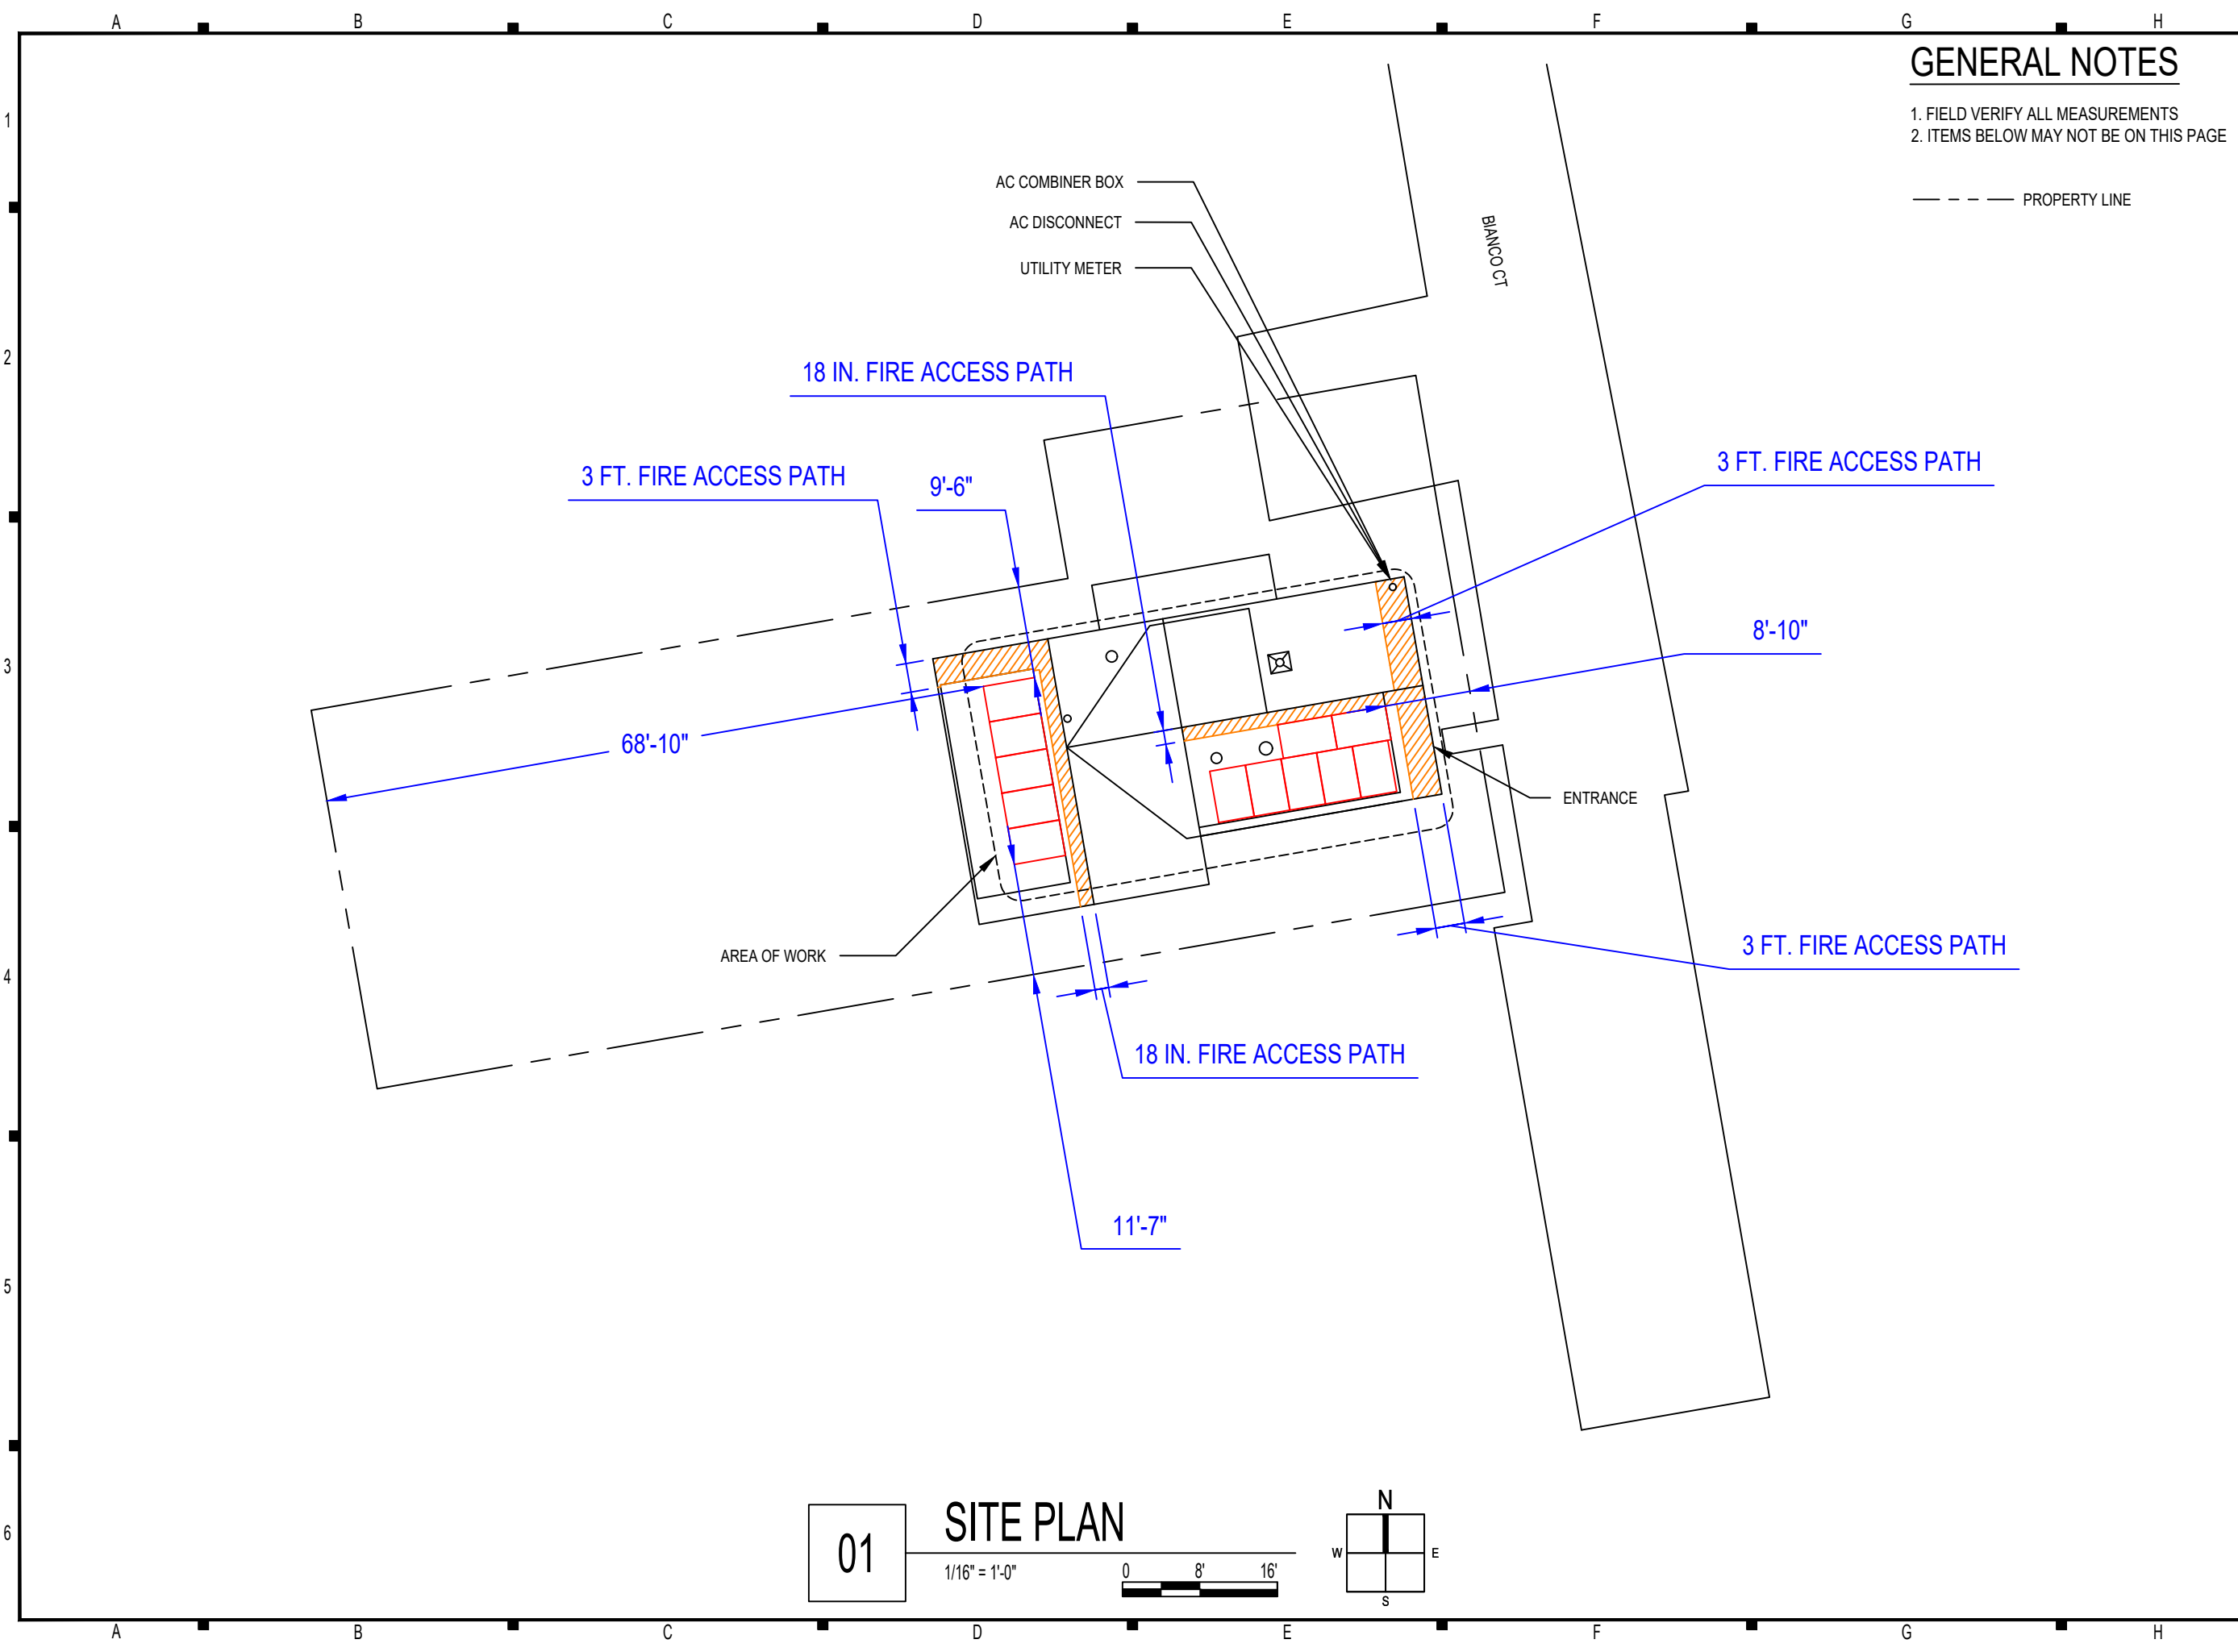 A B C D E F G H
GENERAL NOTES
1. FIELD VERIFY ALL MEASUREMENTS
2. ITEMS BELOW MAY NOT BE ON THIS PAGE
PROPERTY LINE
1
AC COMBINER BOX
AC DISCONNECT
UTILITY METER
BIANCO CT
2
18 IN. FIRE ACCESS PATH
3 FT. FIRE ACCESS PATH
9'-6"
3 FT. FIRE ACCESS PATH
8'-10"
3
68'-10"
ENTRANCE
AREA OF WORK
3 FT. FIRE ACCESS PATH
4
18 IN. FIRE ACCESS PATH
11'-7"
5
6
01
SITE PLAN
1/16" = 1'-0"
0 8' 16'
N
W E
S
A B C D E F G H